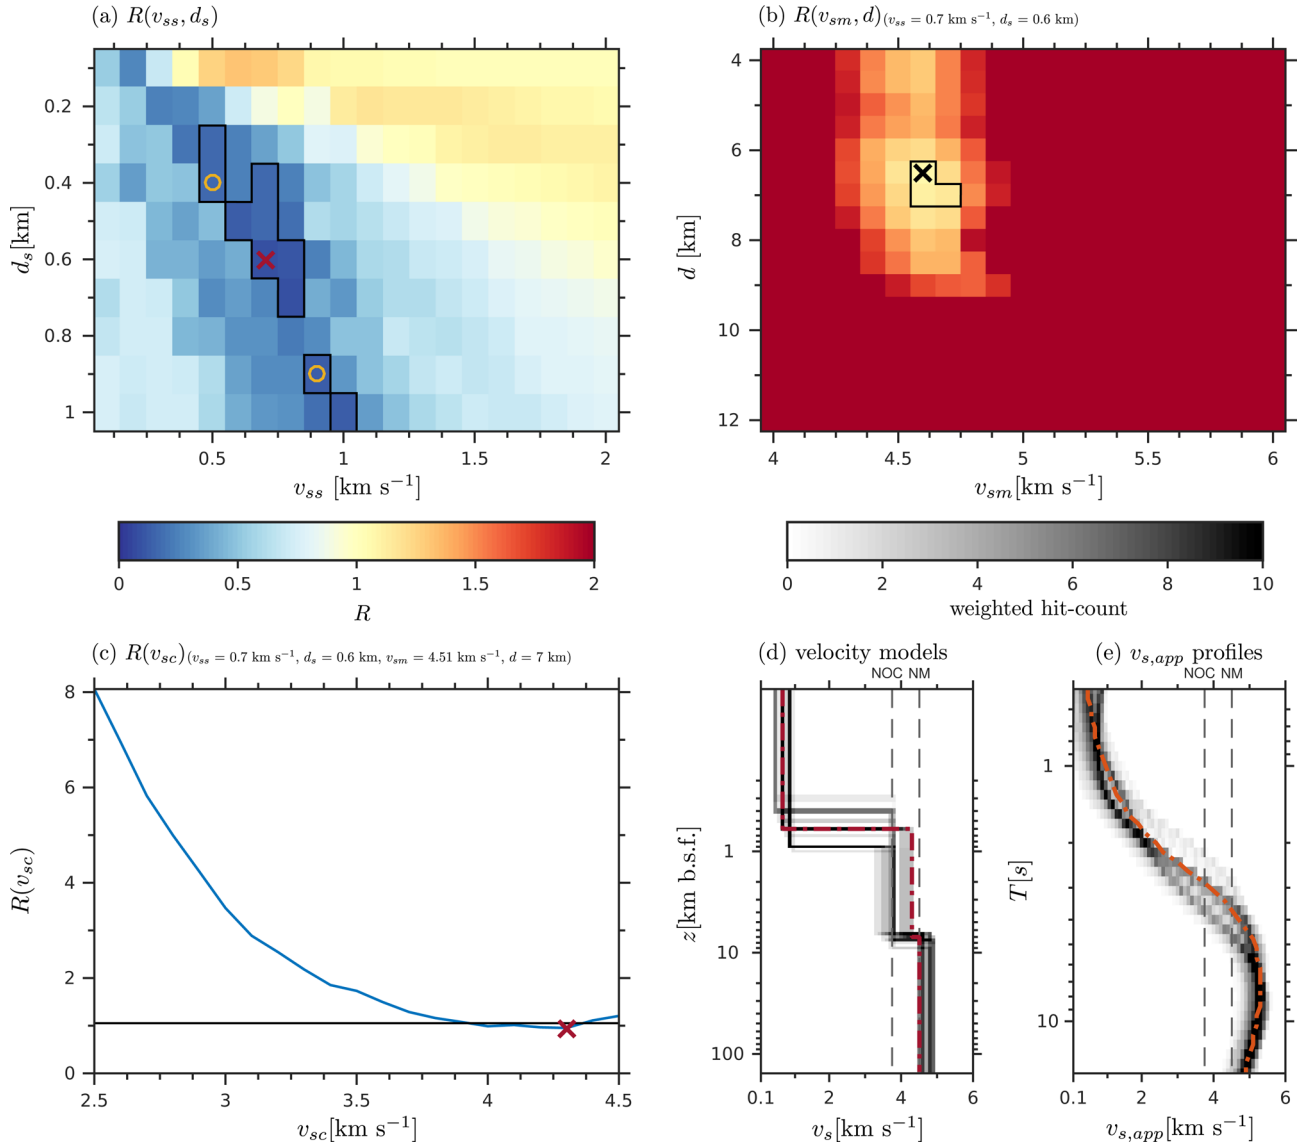 (a) R(v_ss, d_s)
0.2
0.4
0.6
0.8
1
d_s[km]
0.5
1
1.5
2
v_ss [km s⁻¹]
0
0.5
1
1.5
2
R
(b) R(v_sm, d)(v_ss = 0.7 km s⁻¹, d_s = 0.6 km)
4
6
8
10
12
d [km]
4
4.5
5
5.5
6
v_sm[km s⁻¹]
0
2
4
6
8
10
weighted hit-count
(c) R(v_sc)(v_ss = 0.7 km s⁻¹, d_s = 0.6 km, v_sm = 4.51 km s⁻¹, d = 7 km)
8
6
4
2
0
R(v_sc)
2.5
3
3.5
4
4.5
v_sc[km s⁻¹]
(d) velocity models
NOC NM
1
10
100
z[km b.s.f.]
0.1
2
4
6
v_s[km s⁻¹]
(e) v_s,app profiles
NOC NM
1
10
T[s]
0.1
2
4
6
v_s,app[km s⁻¹]